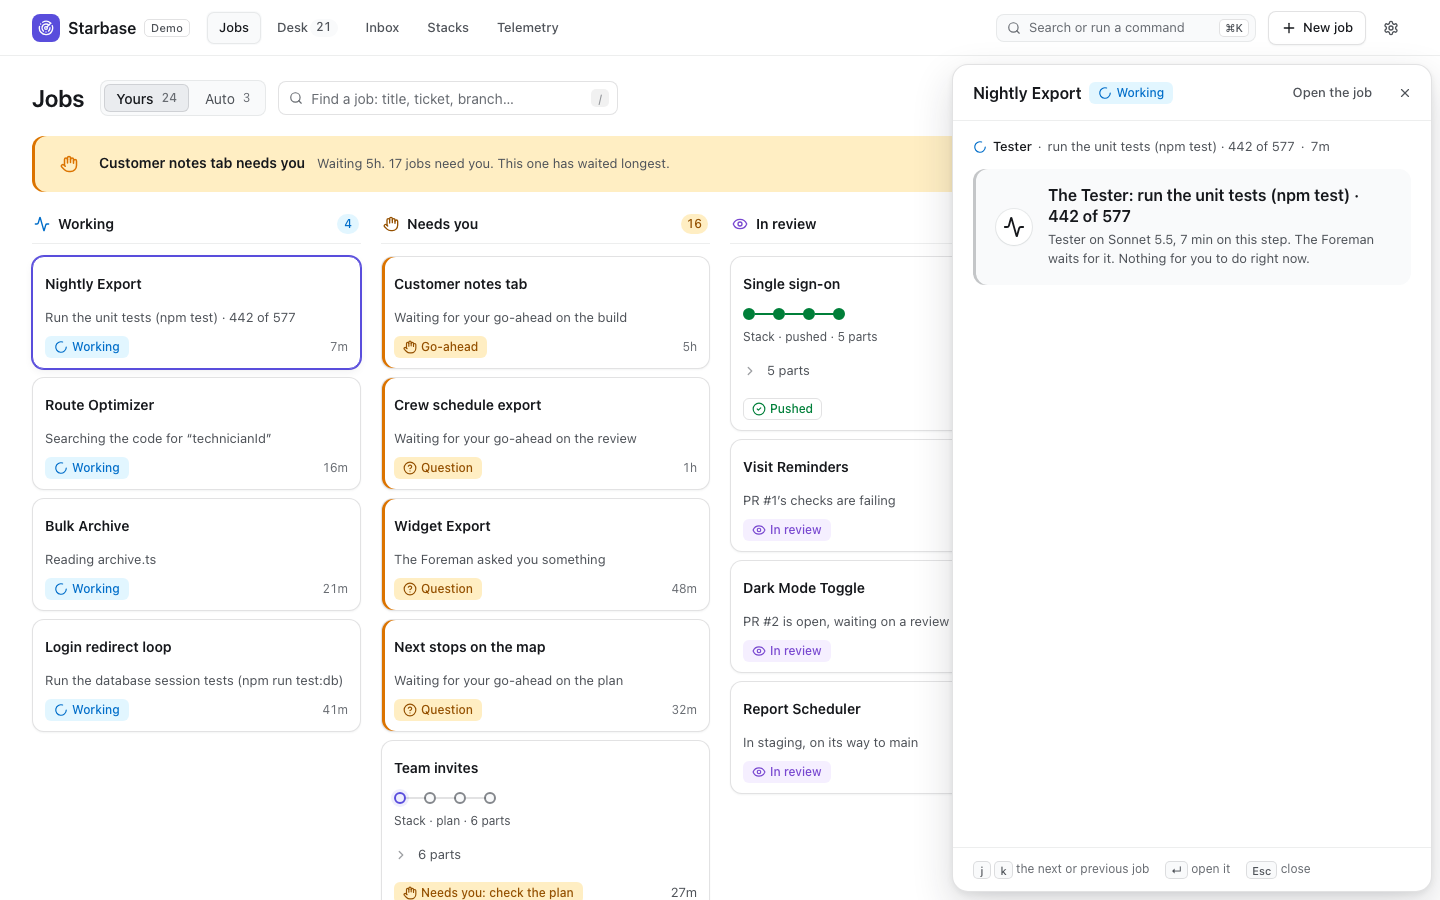 Starbase Demo Jobs Desk 21 Inbox Stacks Telemetry Search or run a command ⌘K New job
Jobs Yours 24 Auto 3 Find a job: title, ticket, branch... /
Customer notes tab needs you Waiting 5h. 17 jobs need you. This one has waited longest.
Working 4
Nightly Export
Run the unit tests (npm test) · 442 of 577
Working 7m
Route Optimizer
Searching the code for “technicianId”
Working 16m
Bulk Archive
Reading archive.ts
Working 21m
Login redirect loop
Run the database session tests (npm run test:db)
Working 41m
Needs you 16
Customer notes tab
Waiting for your go-ahead on the build
Go-ahead 5h
Crew schedule export
Waiting for your go-ahead on the review
Question 1h
Widget Export
The Foreman asked you something
Question 48m
Next stops on the map
Waiting for your go-ahead on the plan
Question 32m
Team invites
Stack · plan · 6 parts
6 parts
Needs you: check the plan 27m
In review
Single sign-on
Stack · pushed · 5 parts
5 parts
Pushed
Visit Reminders
PR #1’s checks are failing
In review
Dark Mode Toggle
PR #2 is open, waiting on a review
In review
Report Scheduler
In staging, on its way to main
In review
Nightly Export Working Open the job
Tester · run the unit tests (npm test) · 442 of 577 · 7m
The Tester: run the unit tests (npm test) ·
442 of 577
Tester on Sonnet 5.5, 7 min on this step. The Foreman
waits for it. Nothing for you to do right now.
j k the next or previous job ↵ open it Esc close